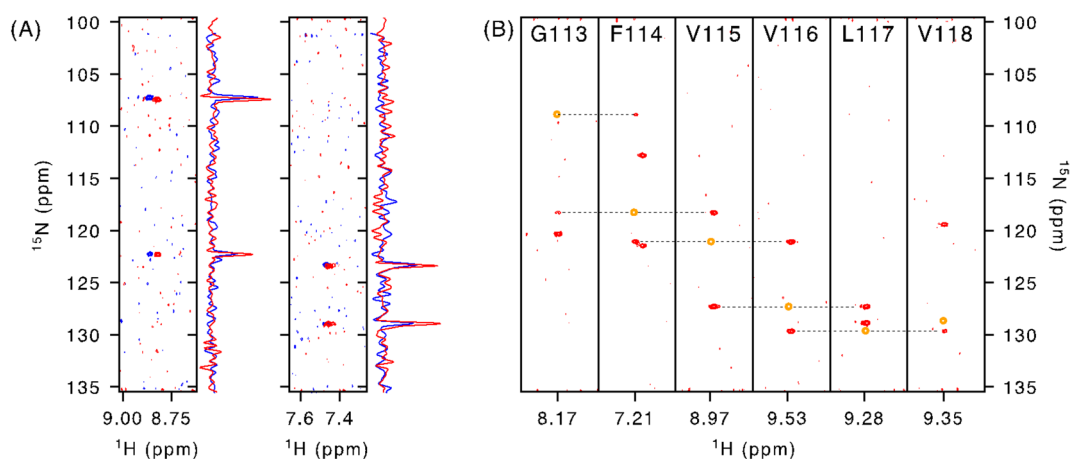 (A)
100
105
110
115
120
125
130
135
¹⁵N (ppm)
9.00 8.75
7.6 7.4
¹H (ppm)
¹H (ppm)
(B)
G113 F114 V115 V116 L117 V118
100
105
110
115
120
125
130
135
¹⁵N (ppm)
8.17 7.21 8.97 9.53 9.28 9.35
¹H (ppm)